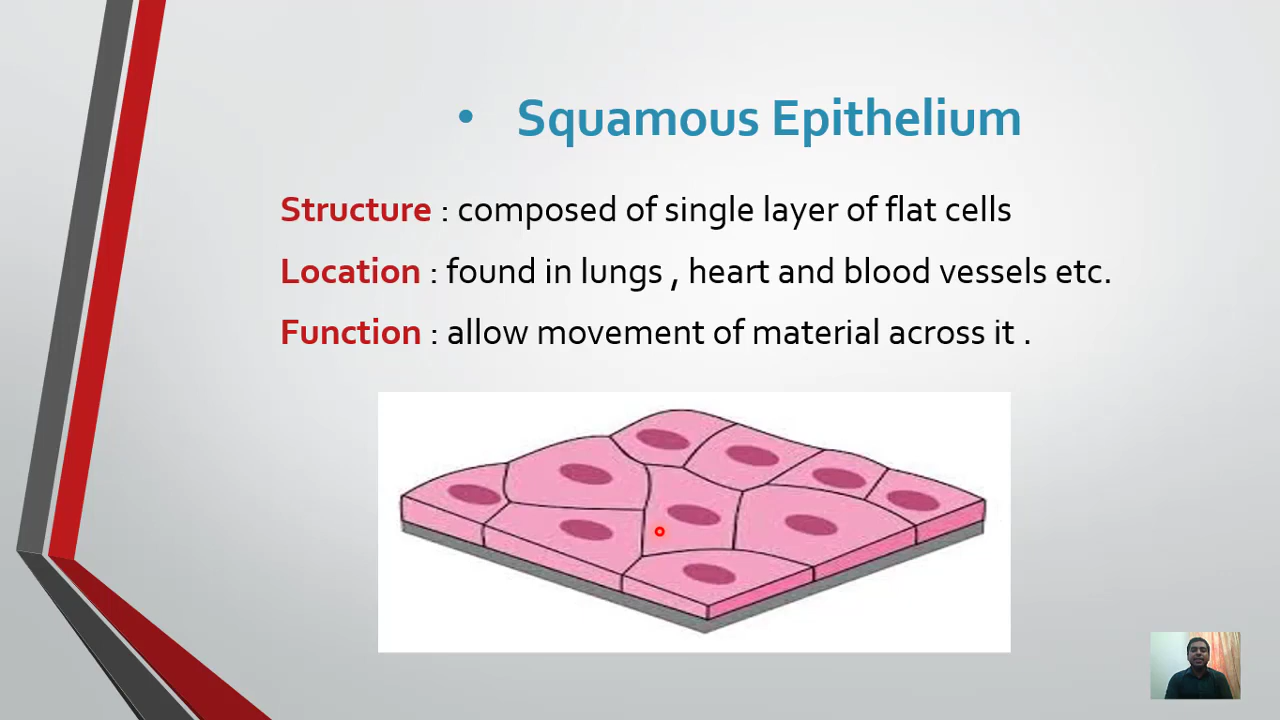 • Squamous Epithelium
Structure : composed of single layer of flat cells
Location : found in lungs , heart and blood vessels etc.
Function : allow movement of material across it .